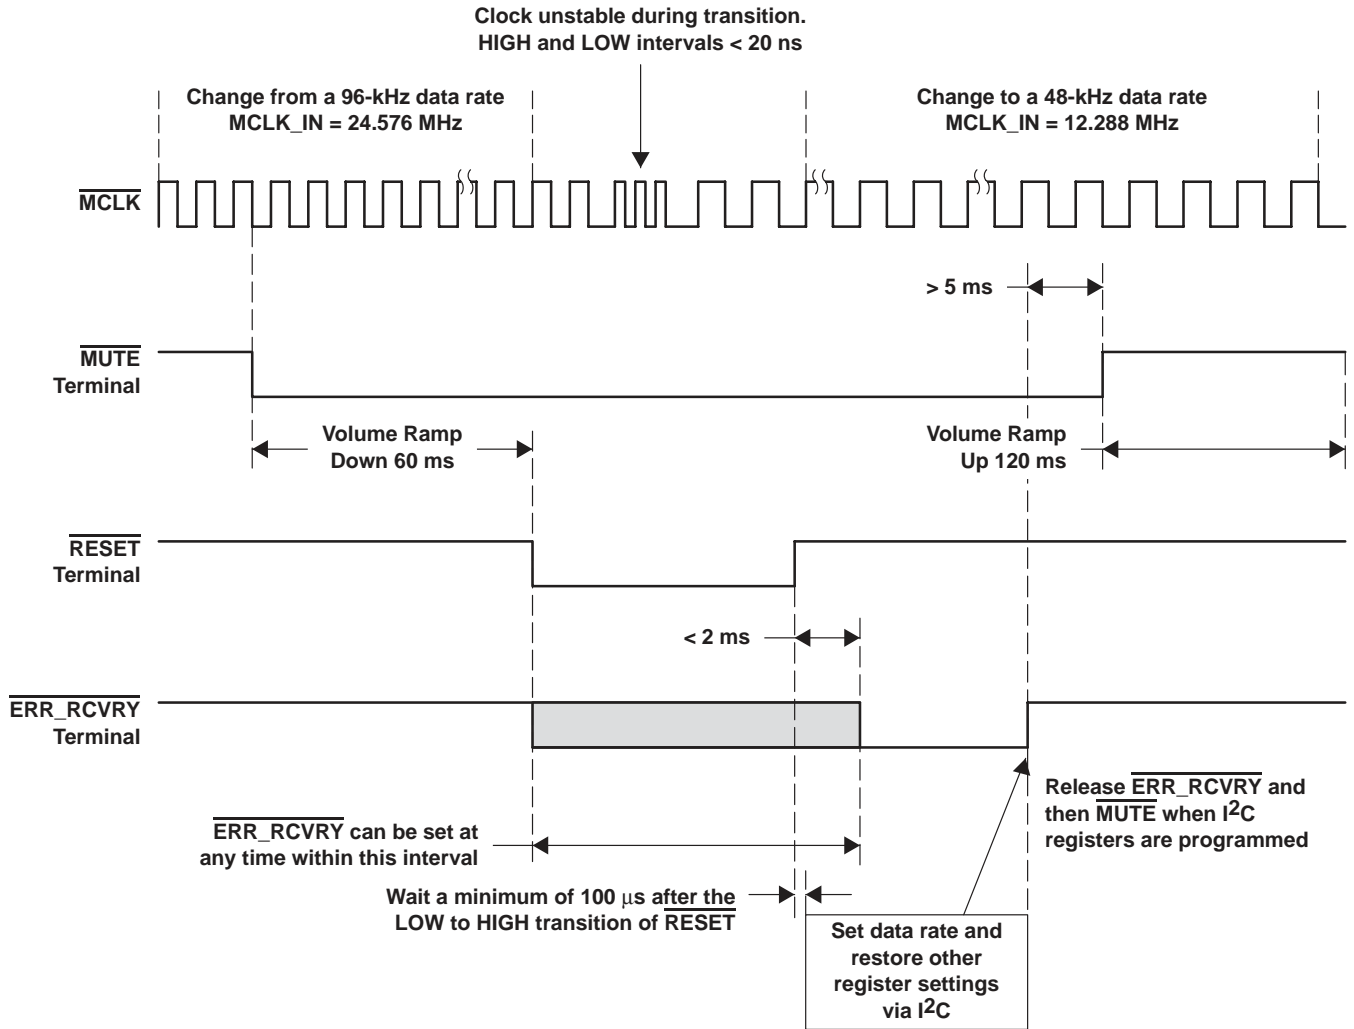 Clock unstable during transition.
HIGH and LOW intervals < 20 ns
Change from a 96-kHz data rate
MCLK_IN = 24.576 MHz
Change to a 48-kHz data rate
MCLK_IN = 12.288 MHz
MCLK
> 5 ms
MUTE
Terminal
Volume Ramp
Down 60 ms
Volume Ramp
Up 120 ms
RESET
Terminal
< 2 ms
ERR_RCVRY
Terminal
Release ERR_RCVRY and
then MUTE when I2C
registers are programmed
ERR_RCVRY can be set at
any time within this interval
Wait a minimum of 100 μs after the
LOW to HIGH transition of RESET
Set data rate and
restore other
register settings
via I2C